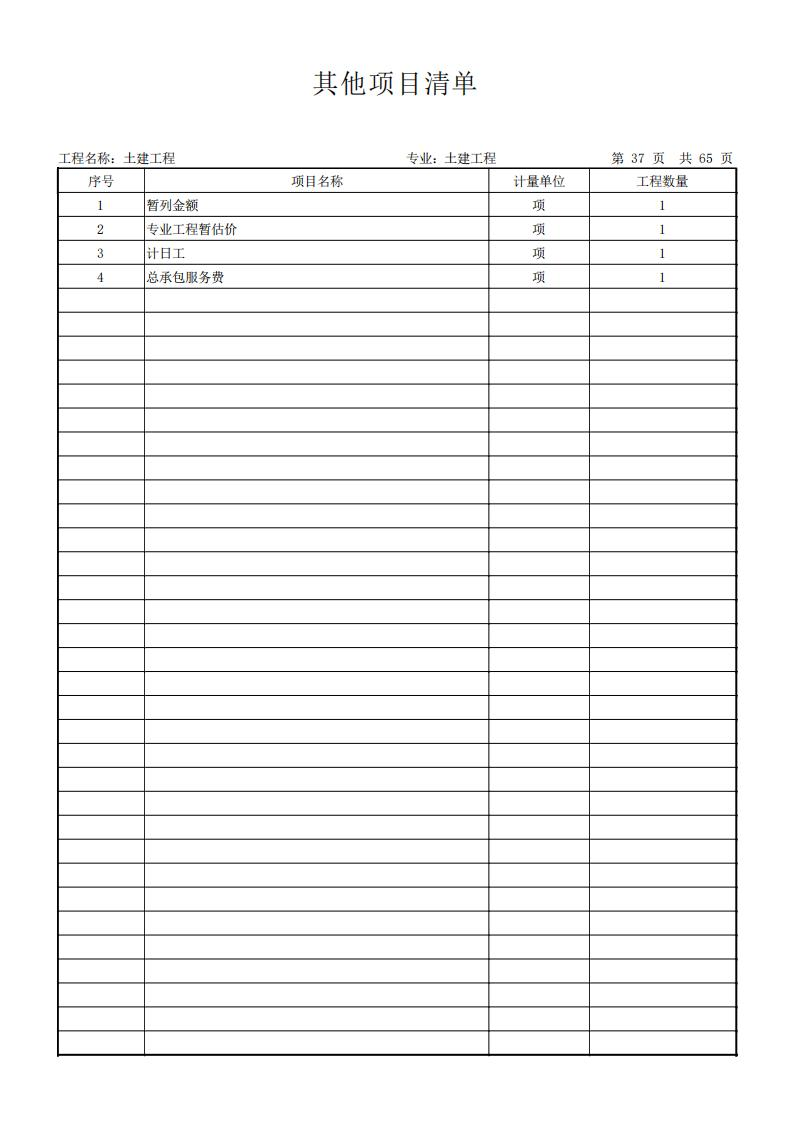 其他项目清单
工程名称：土建工程 专业：土建工程 第 37 页 共 65 页
序号 项目名称 计量单位 工程数量
1 暂列金额 项 1
2 专业工程暂估价 项 1
3 计日工 项 1
4 总承包服务费 项 1